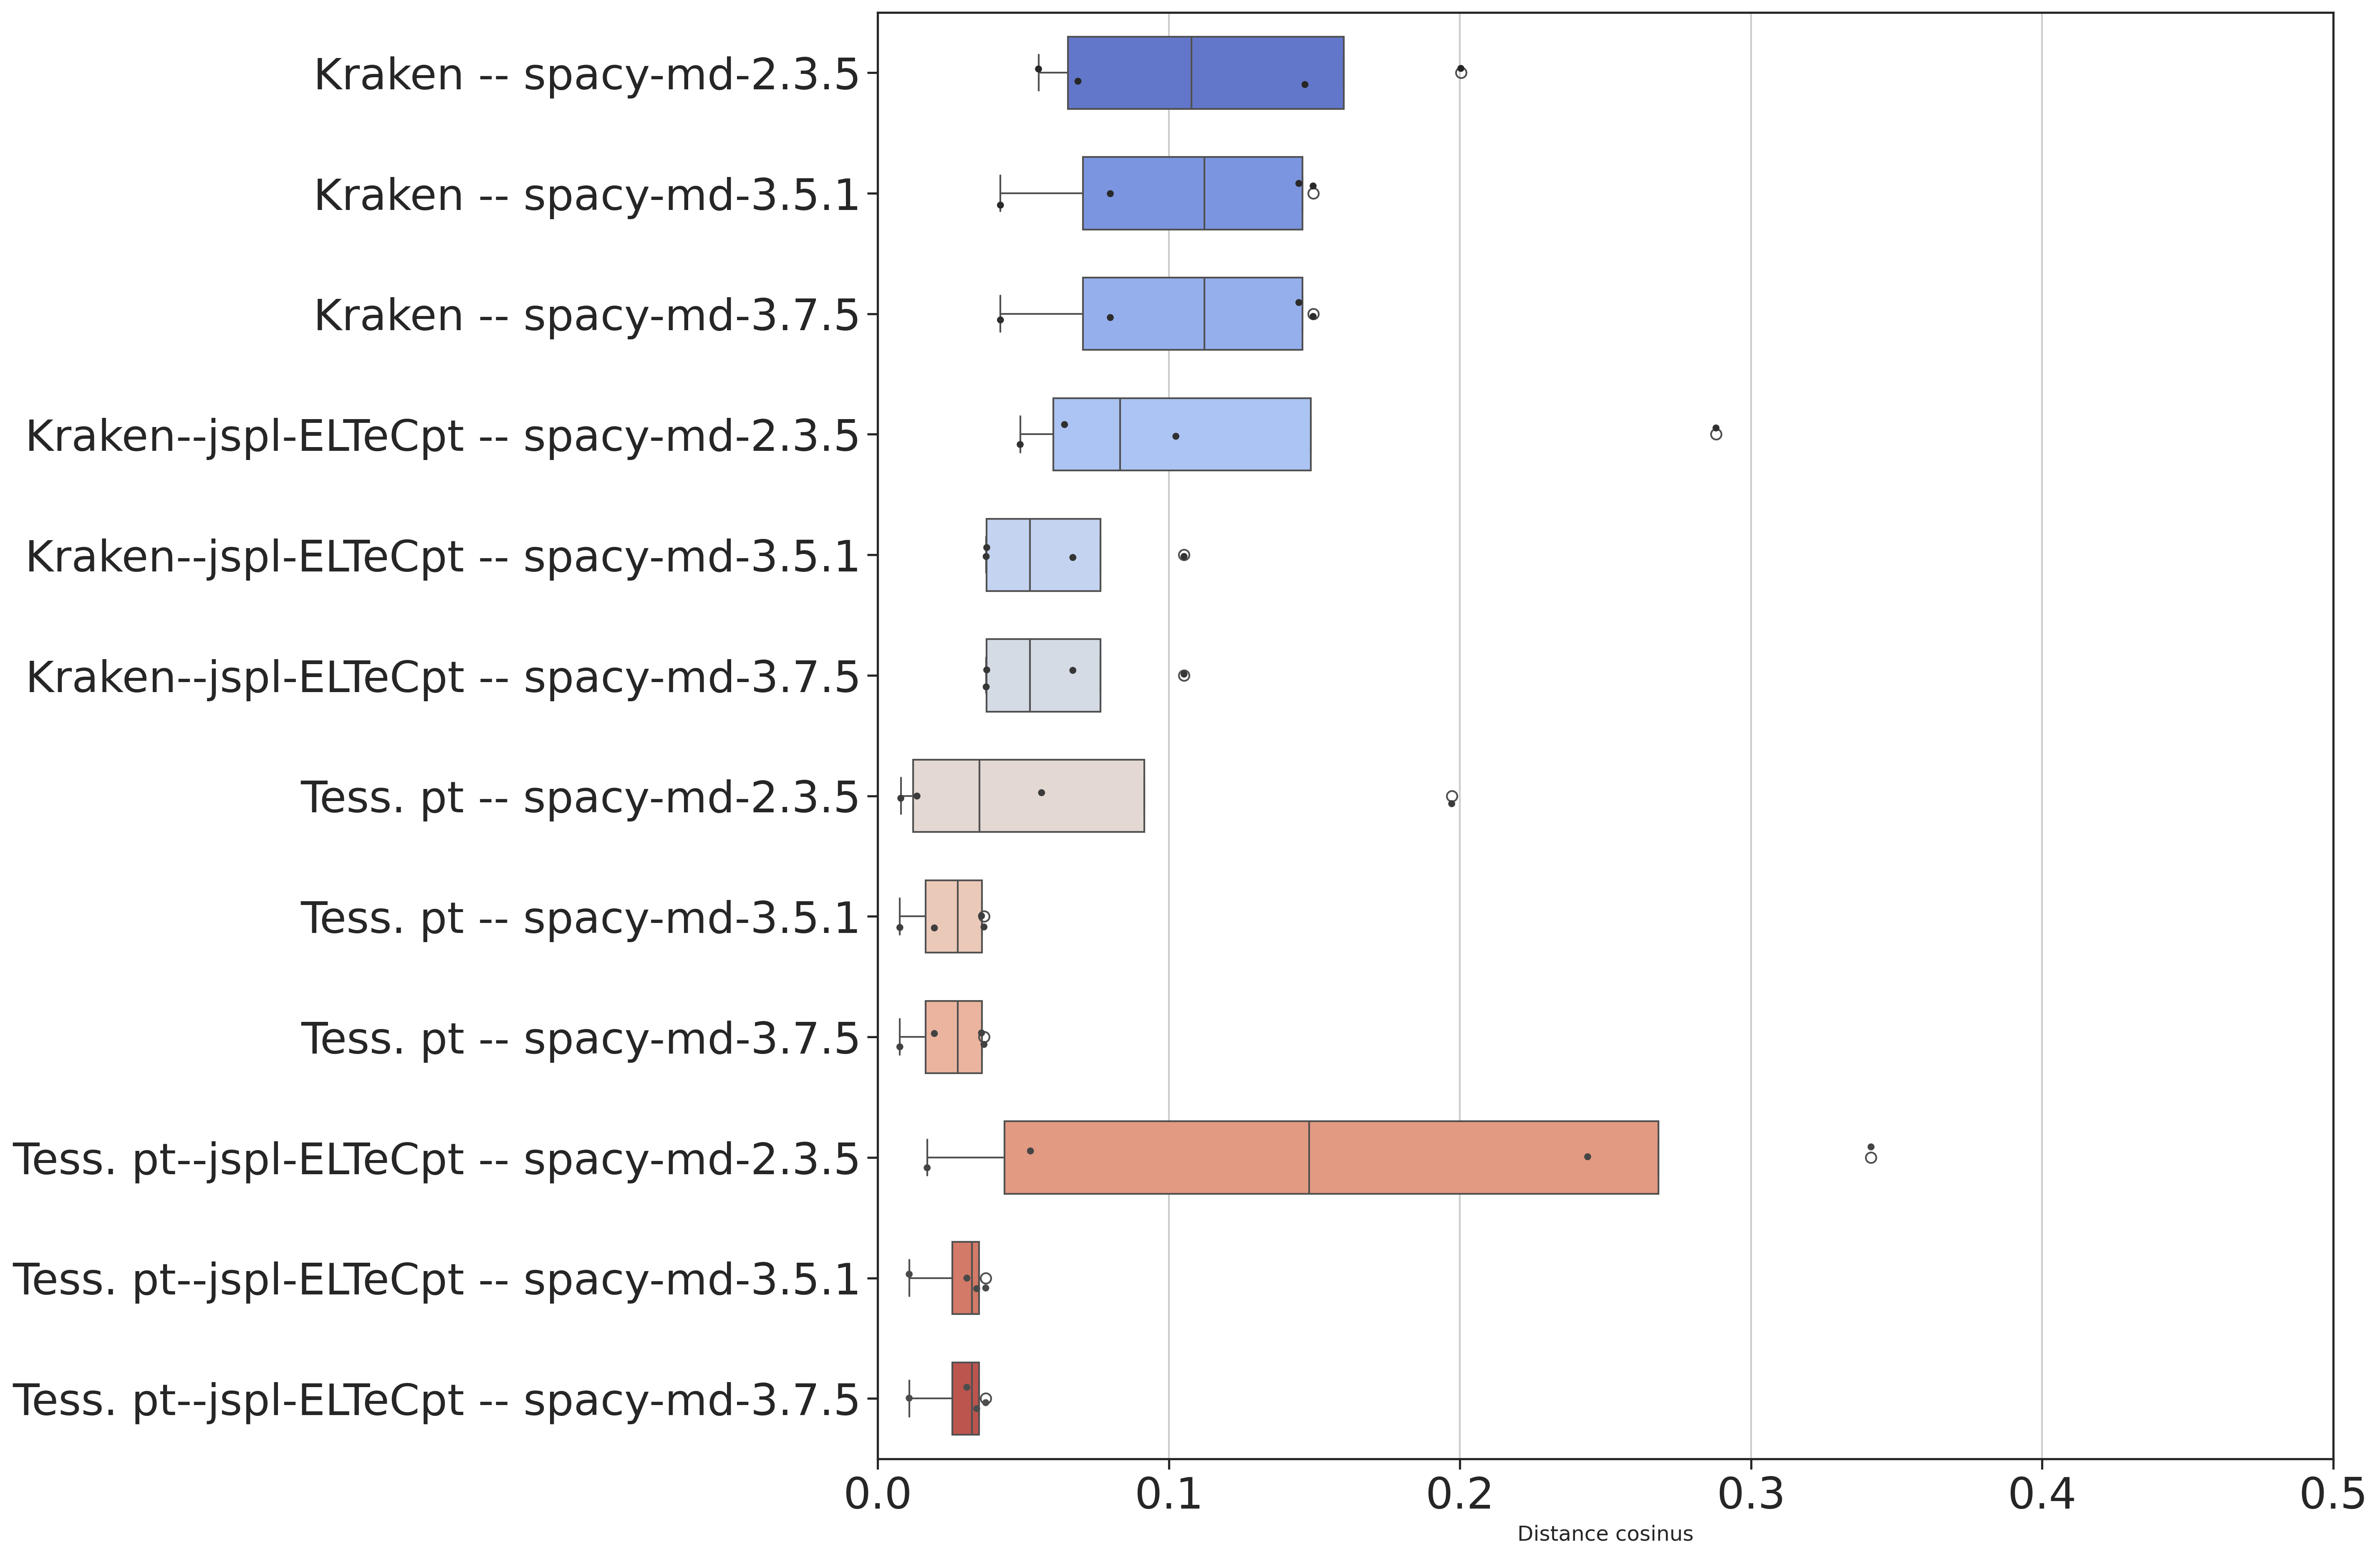 Kraken -- spacy-md-2.3.5
Kraken -- spacy-md-3.5.1
Kraken -- spacy-md-3.7.5
Kraken--jspl-ELTeCpt -- spacy-md-2.3.5
Kraken--jspl-ELTeCpt -- spacy-md-3.5.1
Kraken--jspl-ELTeCpt -- spacy-md-3.7.5
Tess. pt -- spacy-md-2.3.5
Tess. pt -- spacy-md-3.5.1
Tess. pt -- spacy-md-3.7.5
Tess. pt--jspl-ELTeCpt -- spacy-md-2.3.5
Tess. pt--jspl-ELTeCpt -- spacy-md-3.5.1
Tess. pt--jspl-ELTeCpt -- spacy-md-3.7.5
0.0 0.1 0.2 0.3 0.4 0.5
Distance cosinus